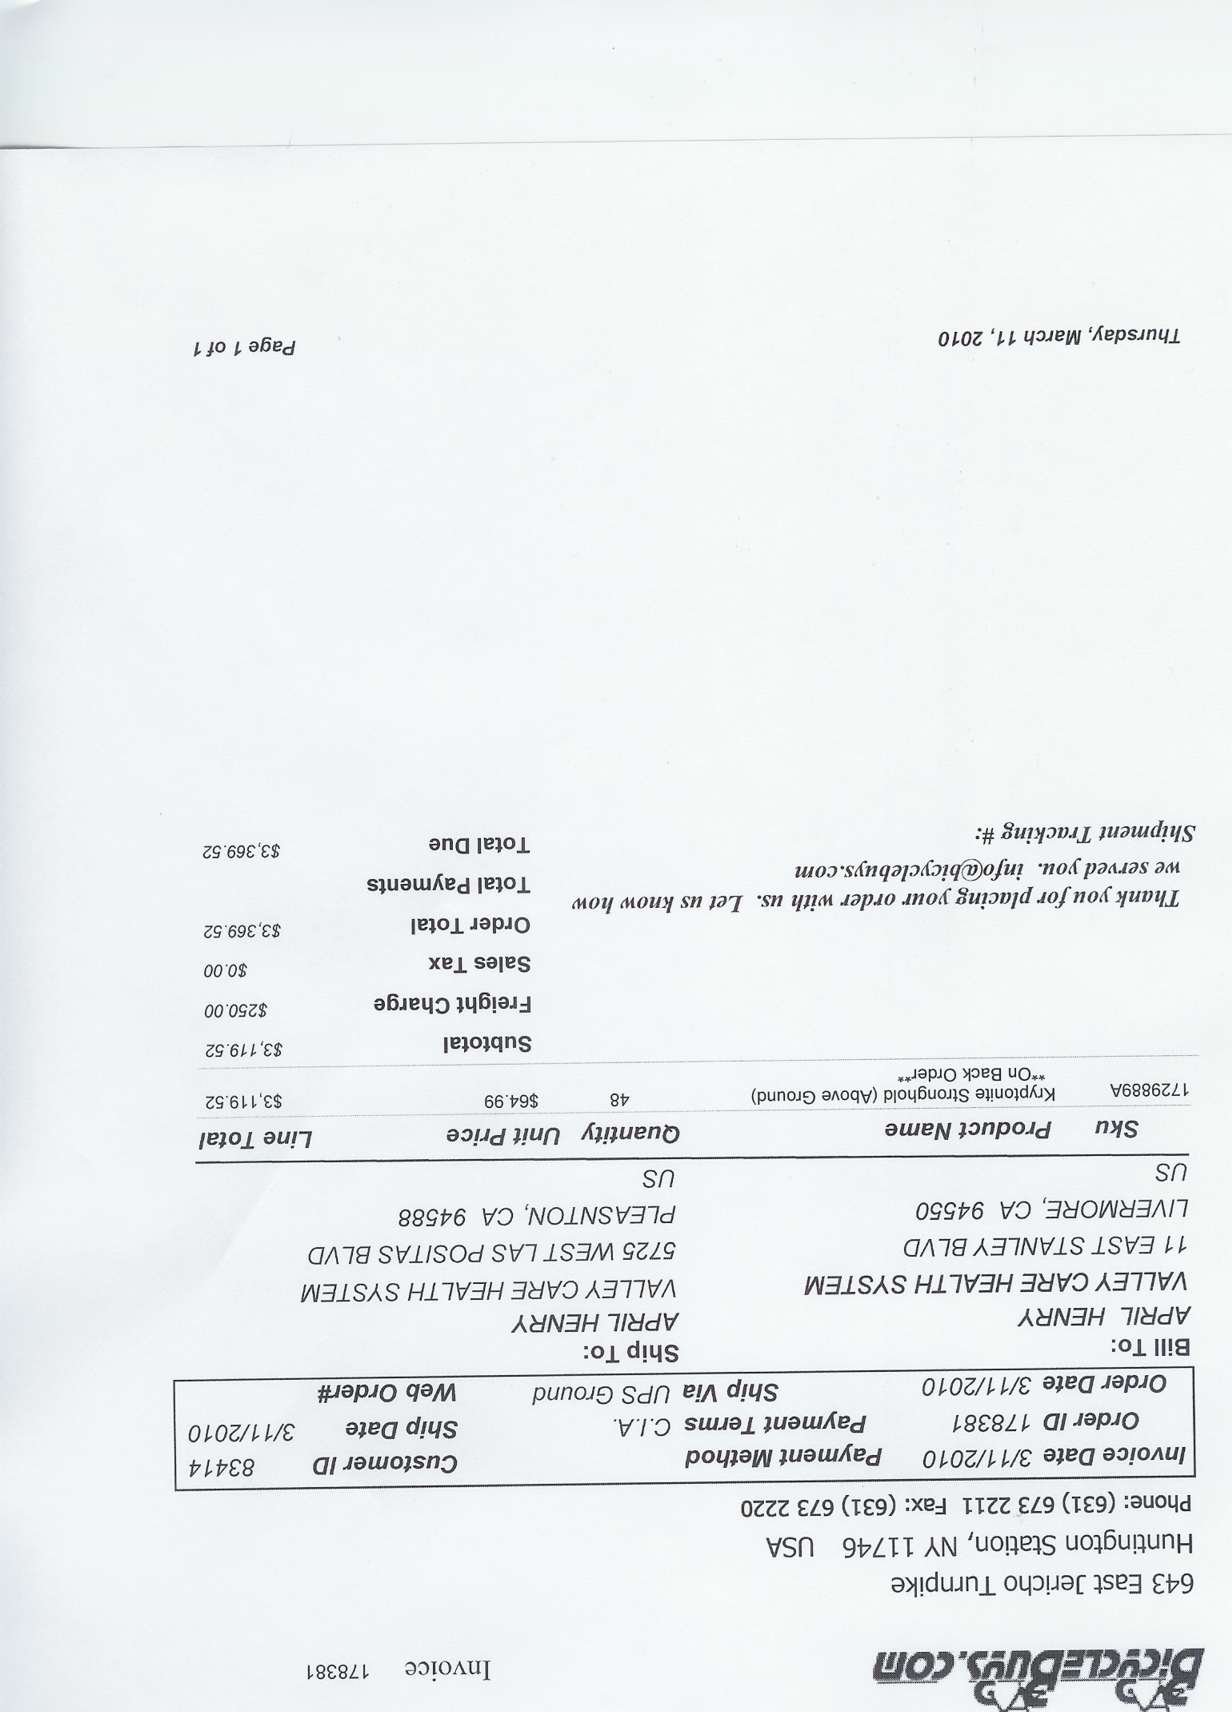 BicycleBuys.com
Invoice 178381
643 East Jericho Turnpike
Huntington Station, NY 11746 USA
Phone: (631) 673 2211 Fax: (631) 673 2220
Invoice Date 3/11/2010 Payment Method Customer ID 83414
Order ID 178381 Payment Terms C.I.A. Ship Date 3/11/2010
Order Date 3/11/2010 Ship Via UPS Ground Web Order#
Bill To: Ship To:
APRIL HENRY APRIL HENRY
VALLEY CARE HEALTH SYSTEM VALLEY CARE HEALTH SYSTEM
11 EAST STANLEY BLVD 5725 WEST LAS POSITAS BLVD
LIVERMORE, CA 94550 PLEASNTON, CA 94588
US US
Sku Product Name Quantity Unit Price Line Total
1729889A Kryptonite Stronghold (Above Ground) 48 $64.99 $3,119.52
**On Back Order**
Subtotal $3,119.52
Freight Charge $250.00
Sales Tax $0.00
Thank you for placing your order with us. Let us know how Order Total $3,369.52
we served you. info@bicyclebuys.com Total Payments
Shipment Tracking #: Total Due $3,369.52
Thursday, March 11, 2010 Page 1 of 1